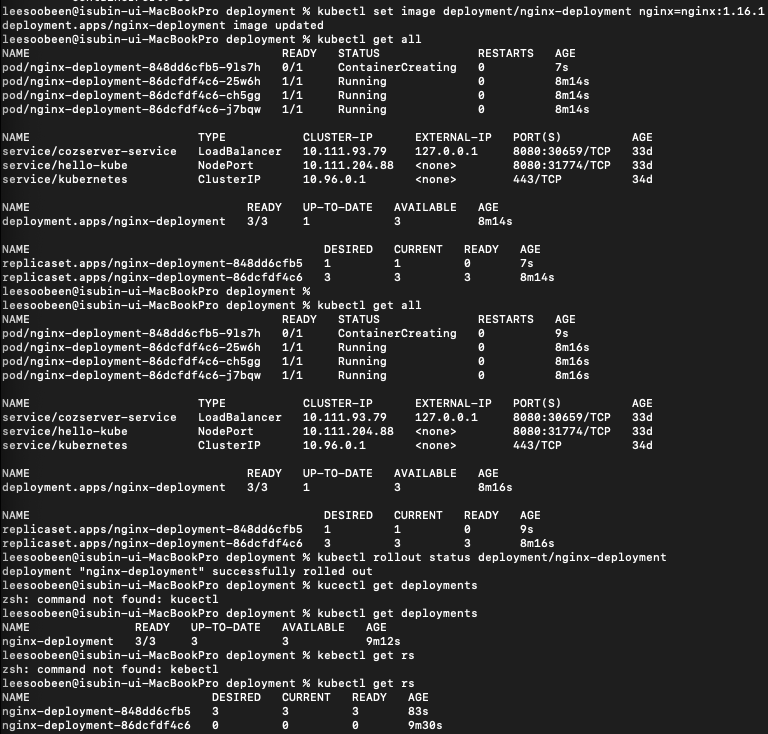 leesoobeen@isubin-ui-MacBookPro deployment % kubectl set image deployment/nginx-deployment nginx=nginx:1.16.1
deployment.apps/nginx-deployment image updated
leesoobeen@isubin-ui-MacBookPro deployment % kubectl get all
NAME READY STATUS RESTARTS AGE
pod/nginx-deployment-848dd6cfb5-9ls7h 0/1 ContainerCreating 0 7s
pod/nginx-deployment-86dcfdf4c6-25w6h 1/1 Running 0 8m14s
pod/nginx-deployment-86dcfdf4c6-ch5gg 1/1 Running 0 8m14s
pod/nginx-deployment-86dcfdf4c6-j7bqw 1/1 Running 0 8m14s
NAME TYPE CLUSTER-IP EXTERNAL-IP PORT(S) AGE
service/cozserver-service LoadBalancer 10.111.93.79 127.0.0.1 8080:30659/TCP 33d
service/hello-kube NodePort 10.111.204.88 <none> 8080:31774/TCP 33d
service/kubernetes ClusterIP 10.96.0.1 <none> 443/TCP 34d
NAME READY UP-TO-DATE AVAILABLE AGE
deployment.apps/nginx-deployment 3/3 1 3 8m14s
NAME DESIRED CURRENT READY AGE
replicaset.apps/nginx-deployment-848dd6cfb5 1 1 0 7s
replicaset.apps/nginx-deployment-86dcfdf4c6 3 3 3 8m14s
leesoobeen@isubin-ui-MacBookPro deployment %
leesoobeen@isubin-ui-MacBookPro deployment % kubectl get all
NAME READY STATUS RESTARTS AGE
pod/nginx-deployment-848dd6cfb5-9ls7h 0/1 ContainerCreating 0 9s
pod/nginx-deployment-86dcfdf4c6-25w6h 1/1 Running 0 8m16s
pod/nginx-deployment-86dcfdf4c6-ch5gg 1/1 Running 0 8m16s
pod/nginx-deployment-86dcfdf4c6-j7bqw 1/1 Running 0 8m16s
NAME TYPE CLUSTER-IP EXTERNAL-IP PORT(S) AGE
service/cozserver-service LoadBalancer 10.111.93.79 127.0.0.1 8080:30659/TCP 33d
service/hello-kube NodePort 10.111.204.88 <none> 8080:31774/TCP 33d
service/kubernetes ClusterIP 10.96.0.1 <none> 443/TCP 34d
NAME READY UP-TO-DATE AVAILABLE AGE
deployment.apps/nginx-deployment 3/3 1 3 8m16s
NAME DESIRED CURRENT READY AGE
replicaset.apps/nginx-deployment-848dd6cfb5 1 1 0 9s
replicaset.apps/nginx-deployment-86dcfdf4c6 3 3 3 8m16s
leesoobeen@isubin-ui-MacBookPro deployment % kubectl rollout status deployment/nginx-deployment
deployment "nginx-deployment" successfully rolled out
leesoobeen@isubin-ui-MacBookPro deployment % kucectl get deployments
zsh: command not found: kucectl
leesoobeen@isubin-ui-MacBookPro deployment % kubectl get deployments
NAME READY UP-TO-DATE AVAILABLE AGE
nginx-deployment 3/3 3 3 9m12s
leesoobeen@isubin-ui-MacBookPro deployment % kebectl get rs
zsh: command not found: kebectl
leesoobeen@isubin-ui-MacBookPro deployment % kubectl get rs
NAME DESIRED CURRENT READY AGE
nginx-deployment-848dd6cfb5 3 3 3 83s
nginx-deployment-86dcfdf4c6 0 0 0 9m30s